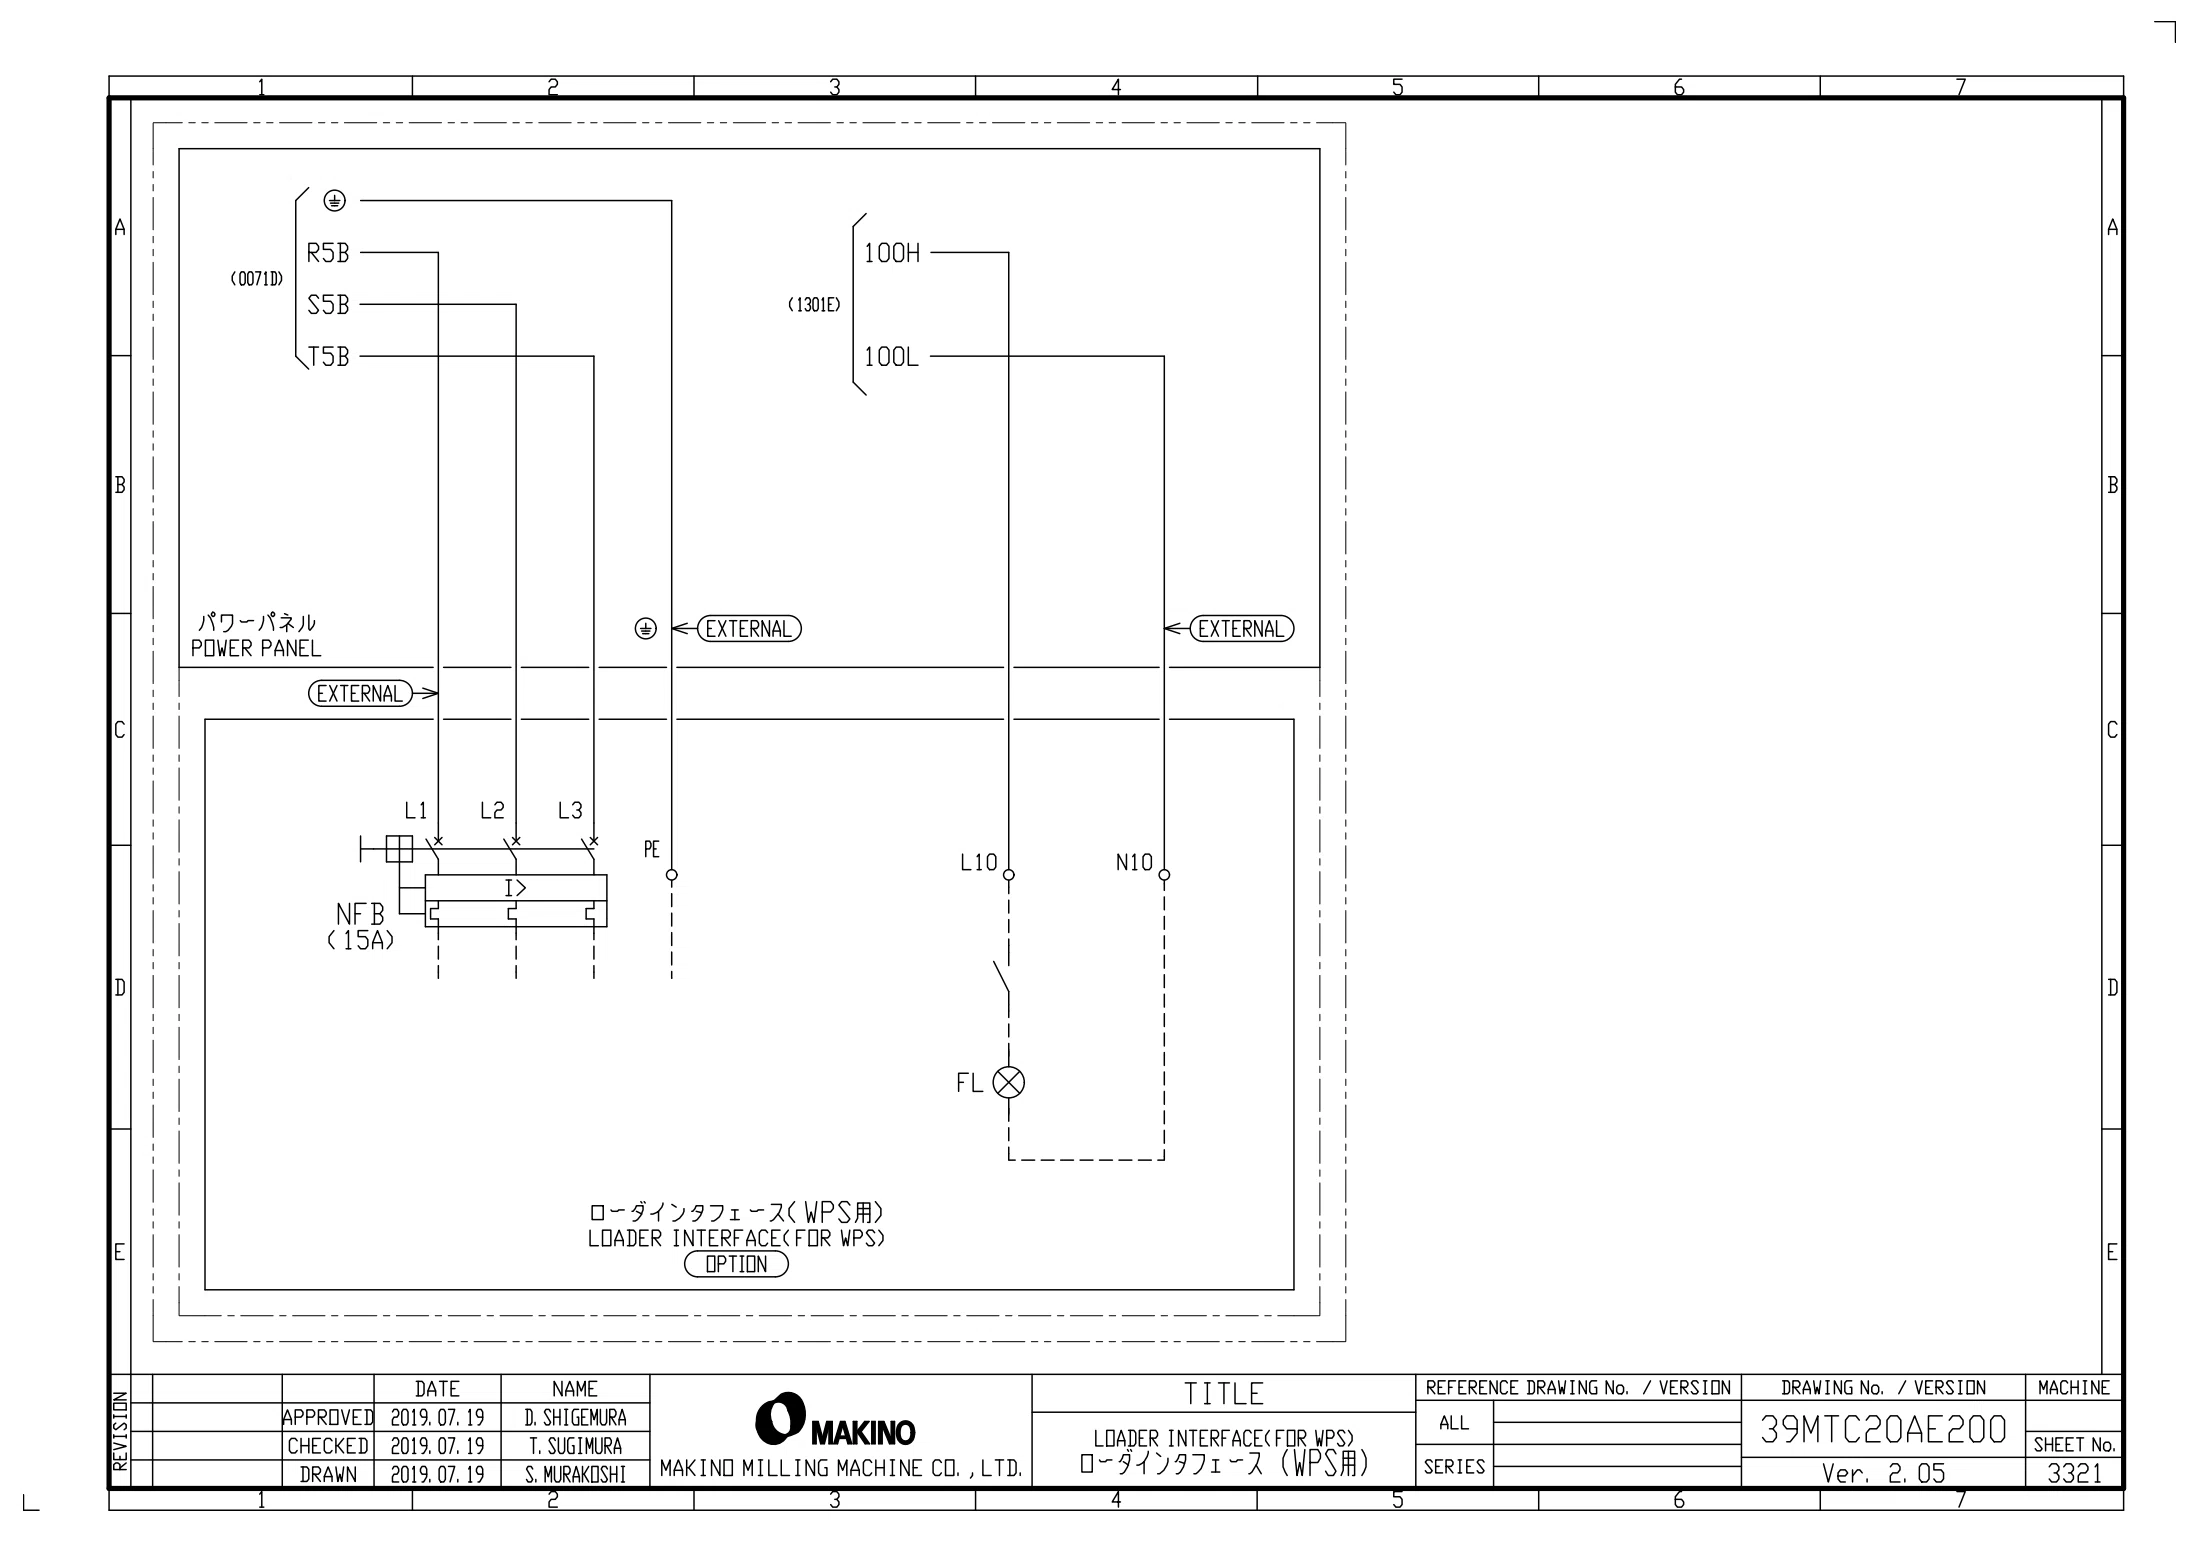 1 2 3 4 5 6 7
A A
R5B
(0071D)
S5B
T5B
100H
(1301E)
100L
B B
パワーパネル
POWER PANEL
EXTERNAL
EXTERNAL
EXTERNAL
C C
L1 L2 L3
PE
L10 N10
I>
NFB
(15A)
D D
FL
ローダインタフェース(WPS用)
LOADER INTERFACE(FOR WPS)
OPTION
E E
REVISION
DATE NAME
APPROVED 2019.07.19 D. SHIGEMURA
CHECKED 2019.07.19 T. SUGIMURA
DRAWN 2019.07.19 S. MURAKOSHI
MAKINO
MAKINO MILLING MACHINE CO.,LTD.
TITLE
LOADER INTERFACE(FOR WPS)
ローダインタフェース (WPS用)
REFERENCE DRAWING No. / VERSION
ALL
SERIES
DRAWING No. / VERSION
39MTC20AE200
Ver. 2.05
MACHINE
SHEET No.
3321
1 2 3 4 5 6 7